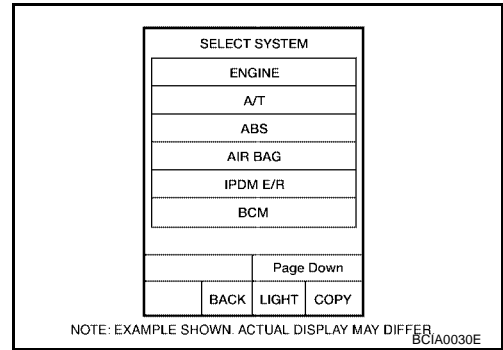 SELECT SYSTEM
ENGINE
A/T
ABS
AIR BAG
IPDM E/R
BCM
Page Down
BACK LIGHT COPY
NOTE: EXAMPLE SHOWN. ACTUAL DISPLAY MAY DIFFER.
BCIA0030E